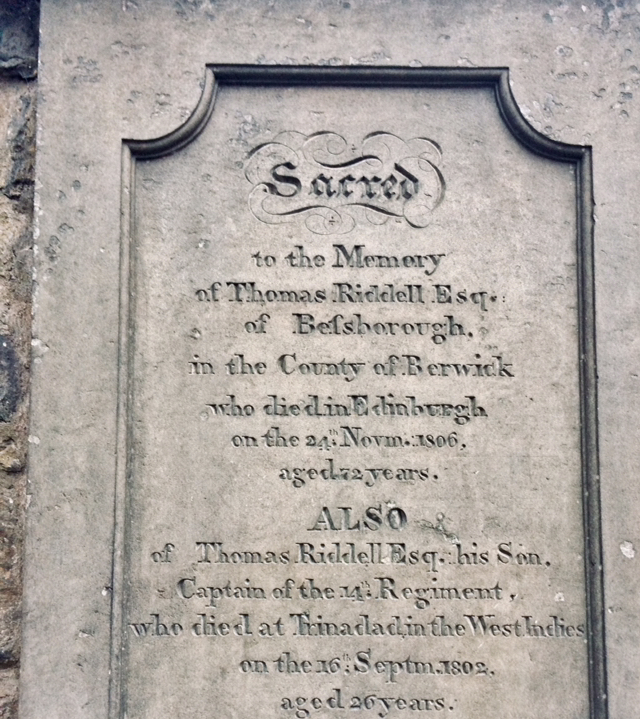 Sacred
to the Memory
of Thomas Riddell Esq.
of Beſsborough.
in the County of Berwick
who died in Edinburgh
on the 24th Novm. 1806.
aged 72 years.
ALSO
of Thomas Riddell Esq. his Son.
Captain of the 14th Regiment.
who died at Trinadad, in the West Indies
on the 16th Septm. 1802.
aged 26 years.